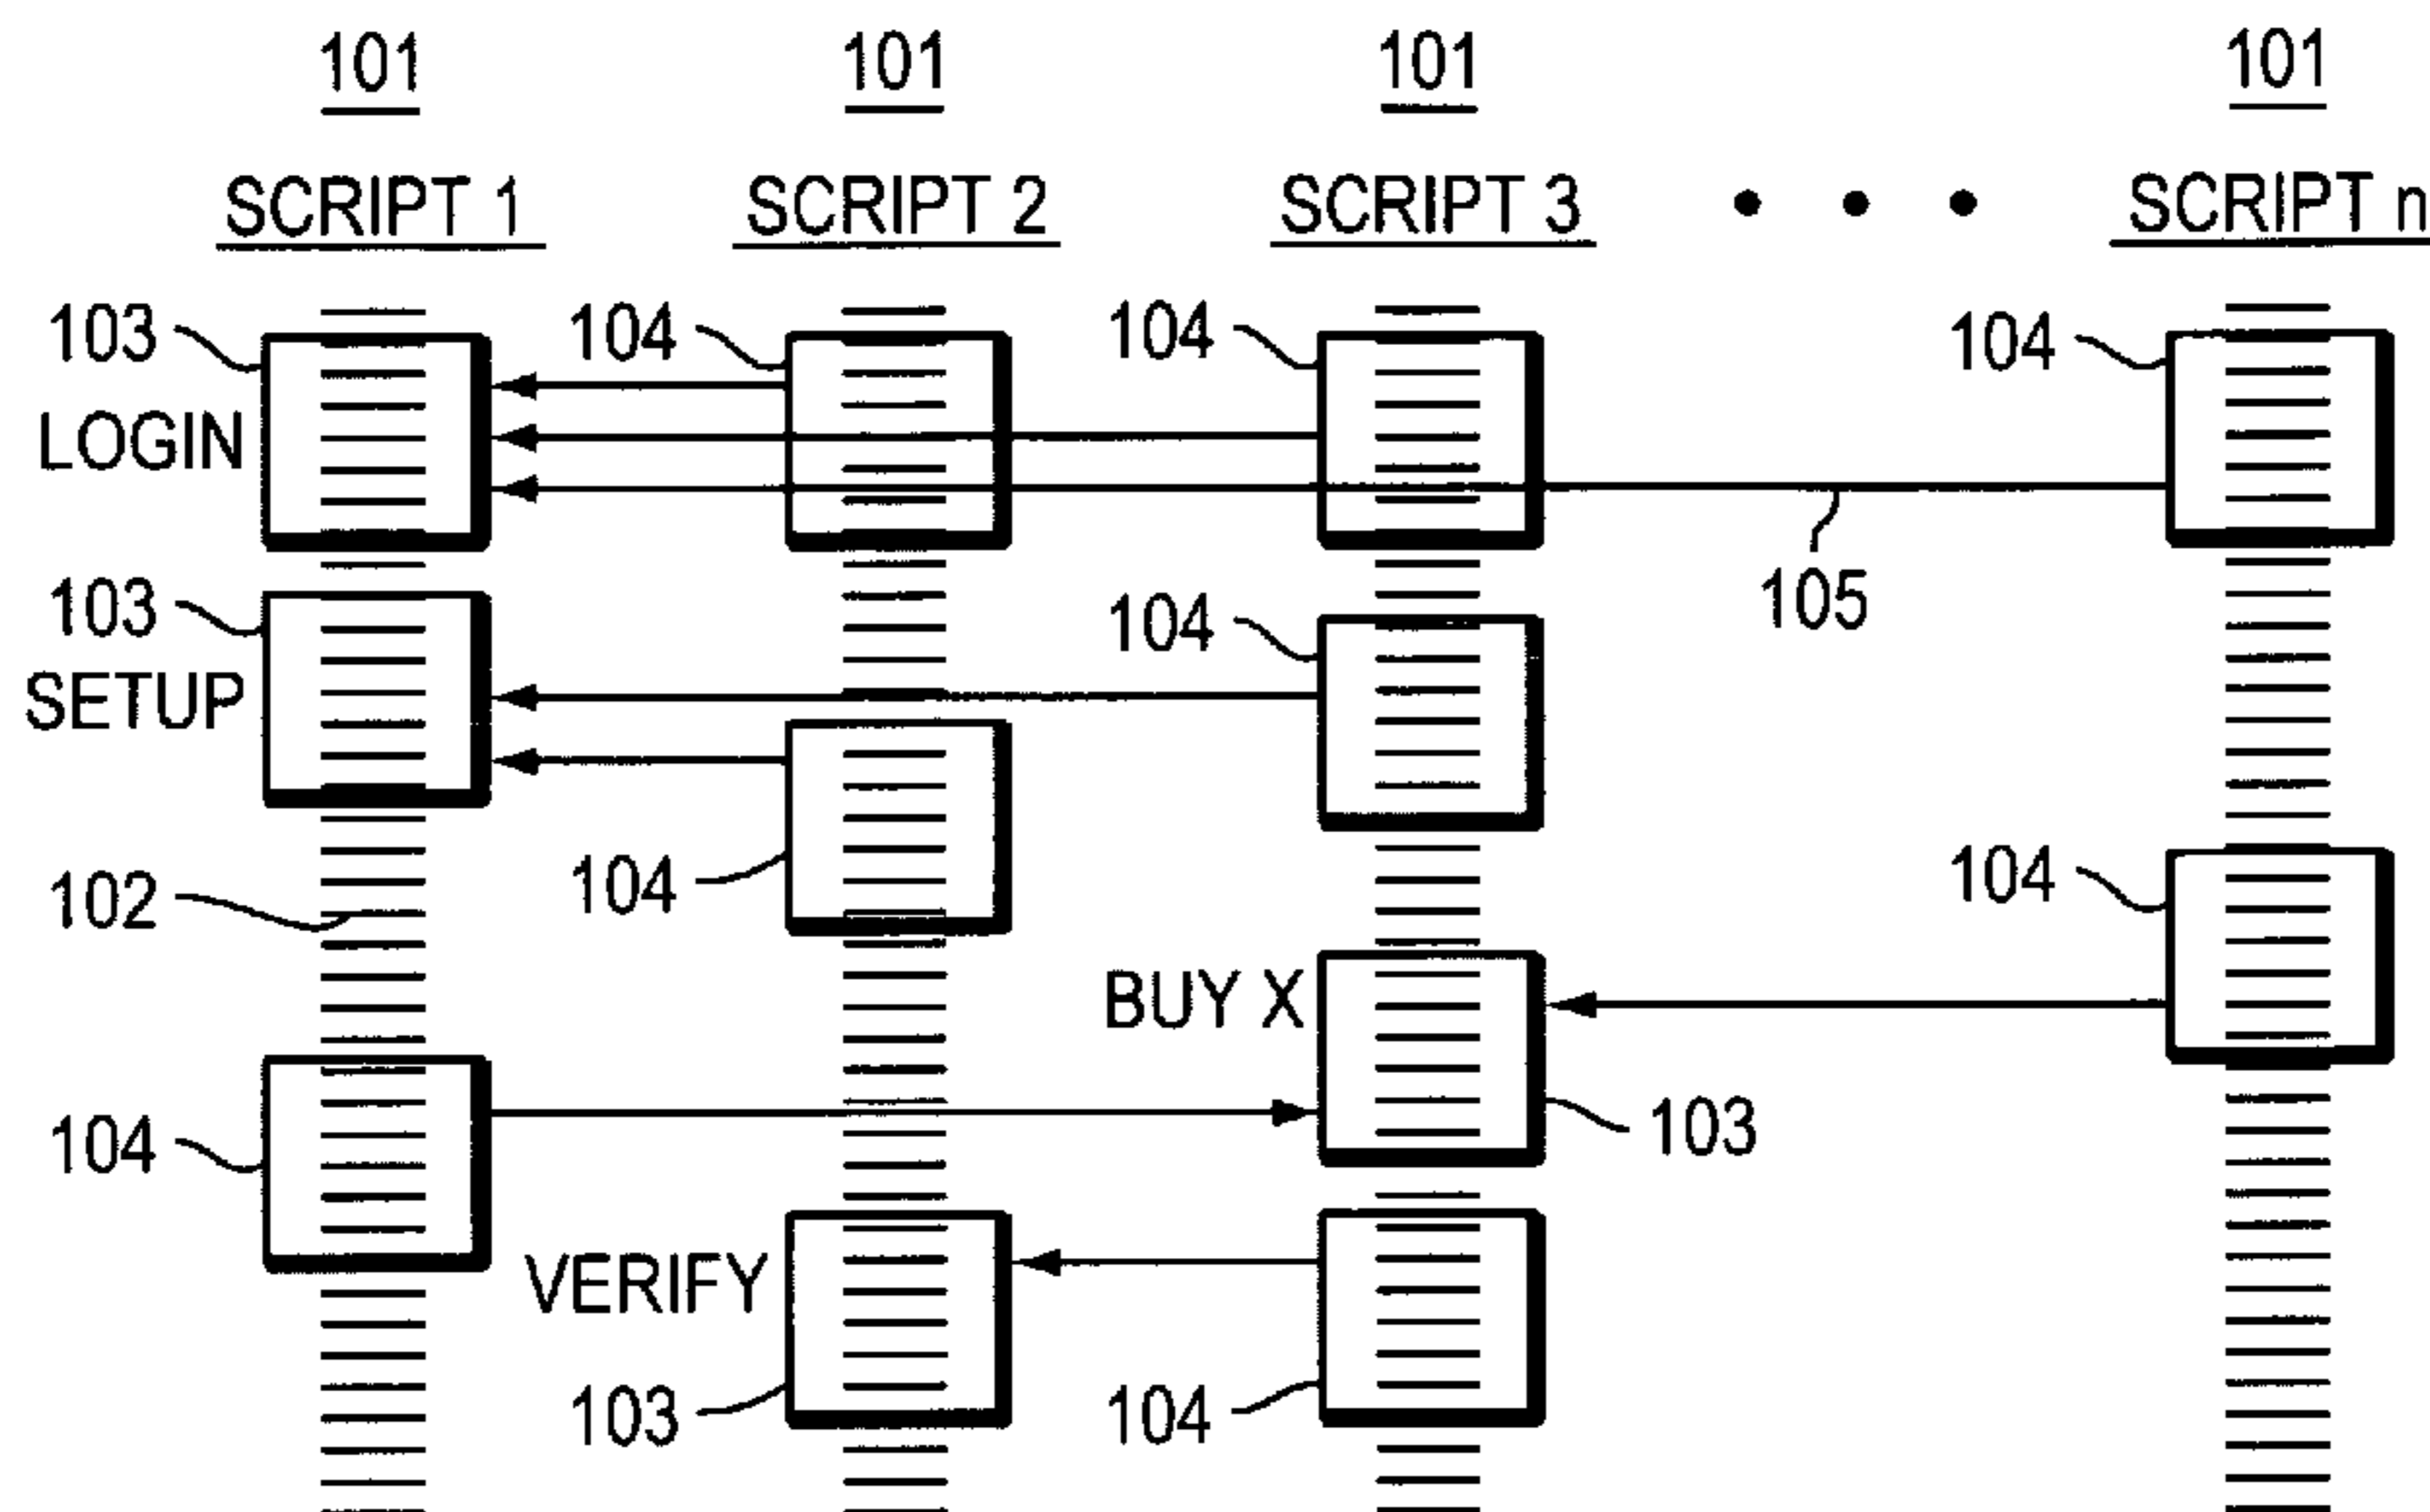 101 101 101 101
SCRIPT 1 SCRIPT 2 SCRIPT 3 • • • SCRIPT n
103 104 104 104
LOGIN
103 104 105
SETUP
102 104 104
BUY X
104 103
VERIFY
103 104